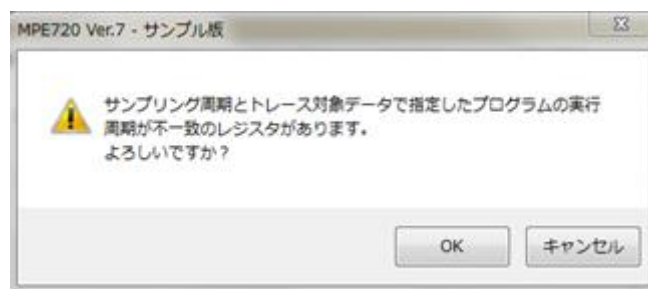 MPE720 Ver.7 - サンプル版
サンプリング周期とトレース対象データで指定したプログラムの実行
周期が不一致のレジスタがあります。
よろしいですか？
OK
キャンセル